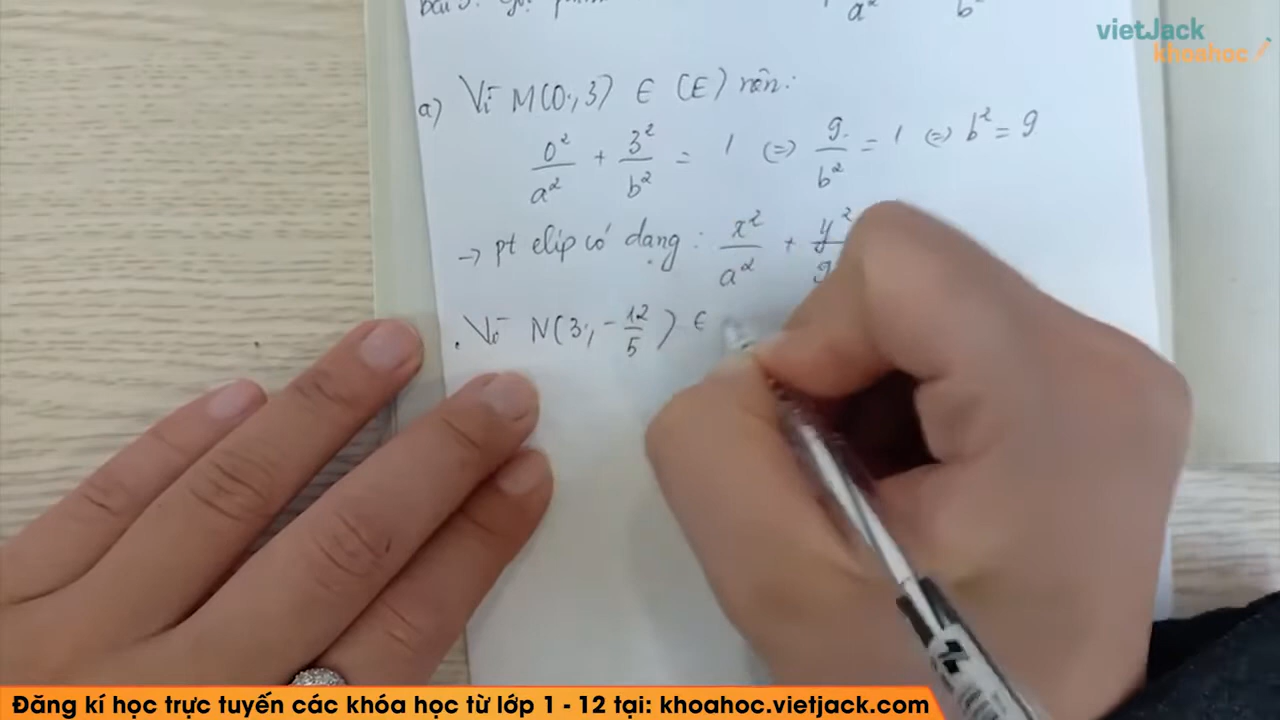 vietJack
khoahoc
a² b²
a) Vì M(0; 3) ∈ (E) nên:
0²/a² + 3²/b² = 1 (=) 9/b² = 1 (=) b² = 9
→ pt elip có dạng: x²/a² + y²/9
. Vì N(3; -12/5) ∈
Đăng kí học trực tuyến các khóa học từ lớp 1 - 12 tại: khoahoc.vietjack.com